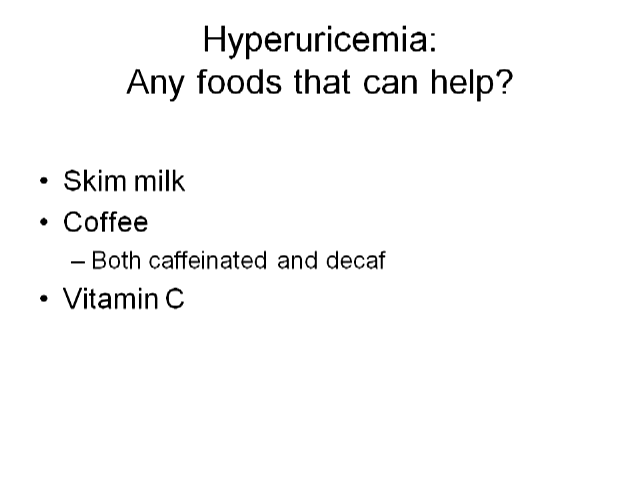 Hyperuricemia:
Any foods that can help?
• Skim milk
• Coffee
– Both caffeinated and decaf
• Vitamin C